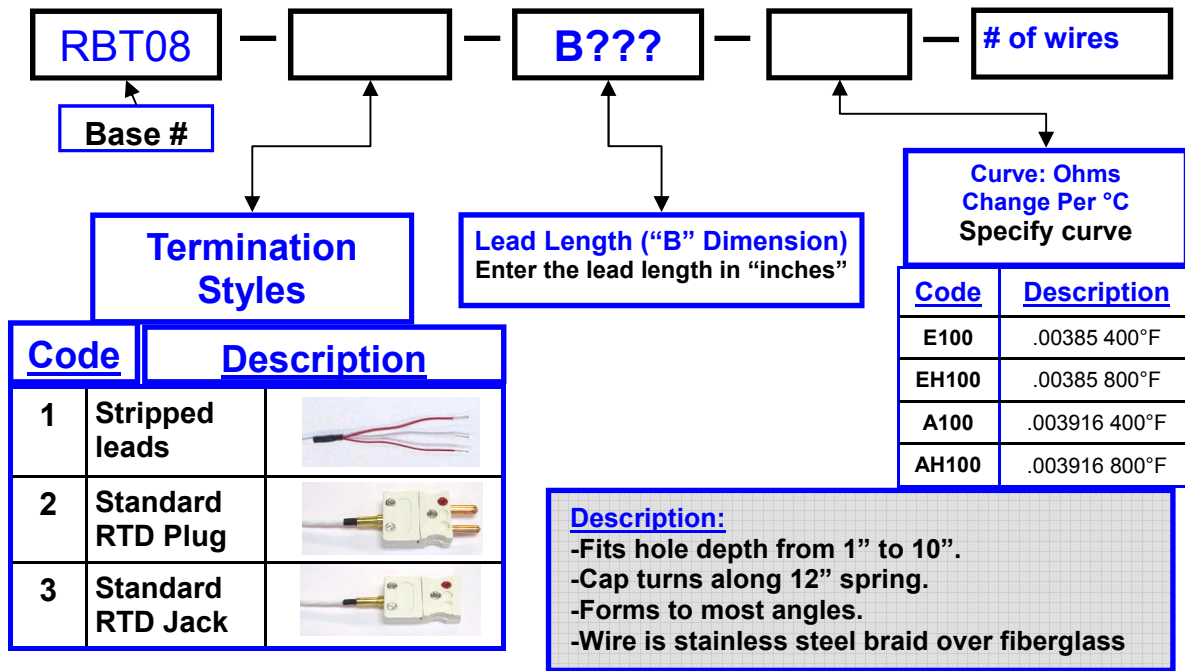 RBT08 — — B??? — — # of wires
Base #
Termination
Styles
Code Description
1 Stripped
leads
2 Standard
RTD Plug
3 Standard
RTD Jack
Lead Length (“B” Dimension)
Enter the lead length in “inches”
Curve: Ohms
Change Per °C
Specify curve
Code Description
E100 .00385 400°F
EH100 .00385 800°F
A100 .003916 400°F
AH100 .003916 800°F
Description:
-Fits hole depth from 1” to 10”.
-Cap turns along 12” spring.
-Forms to most angles.
-Wire is stainless steel braid over fiberglass